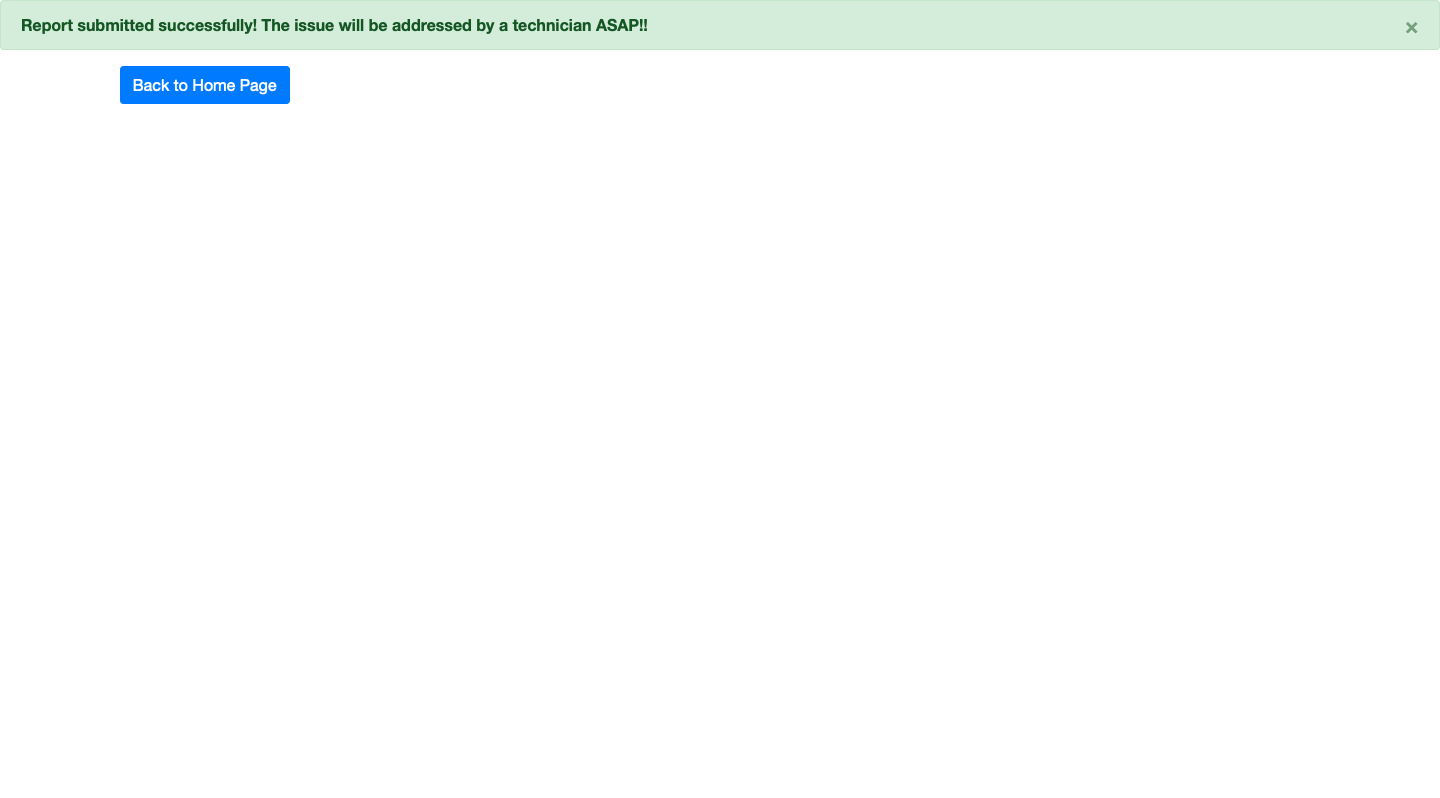 Report submitted successfully! The issue will be addressed by a technician ASAP!!
×
Back to Home Page